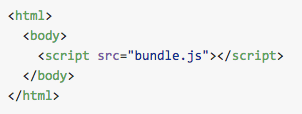 <html>
  <body>
    <script src="bundle.js"></script>
  </body>
</html>